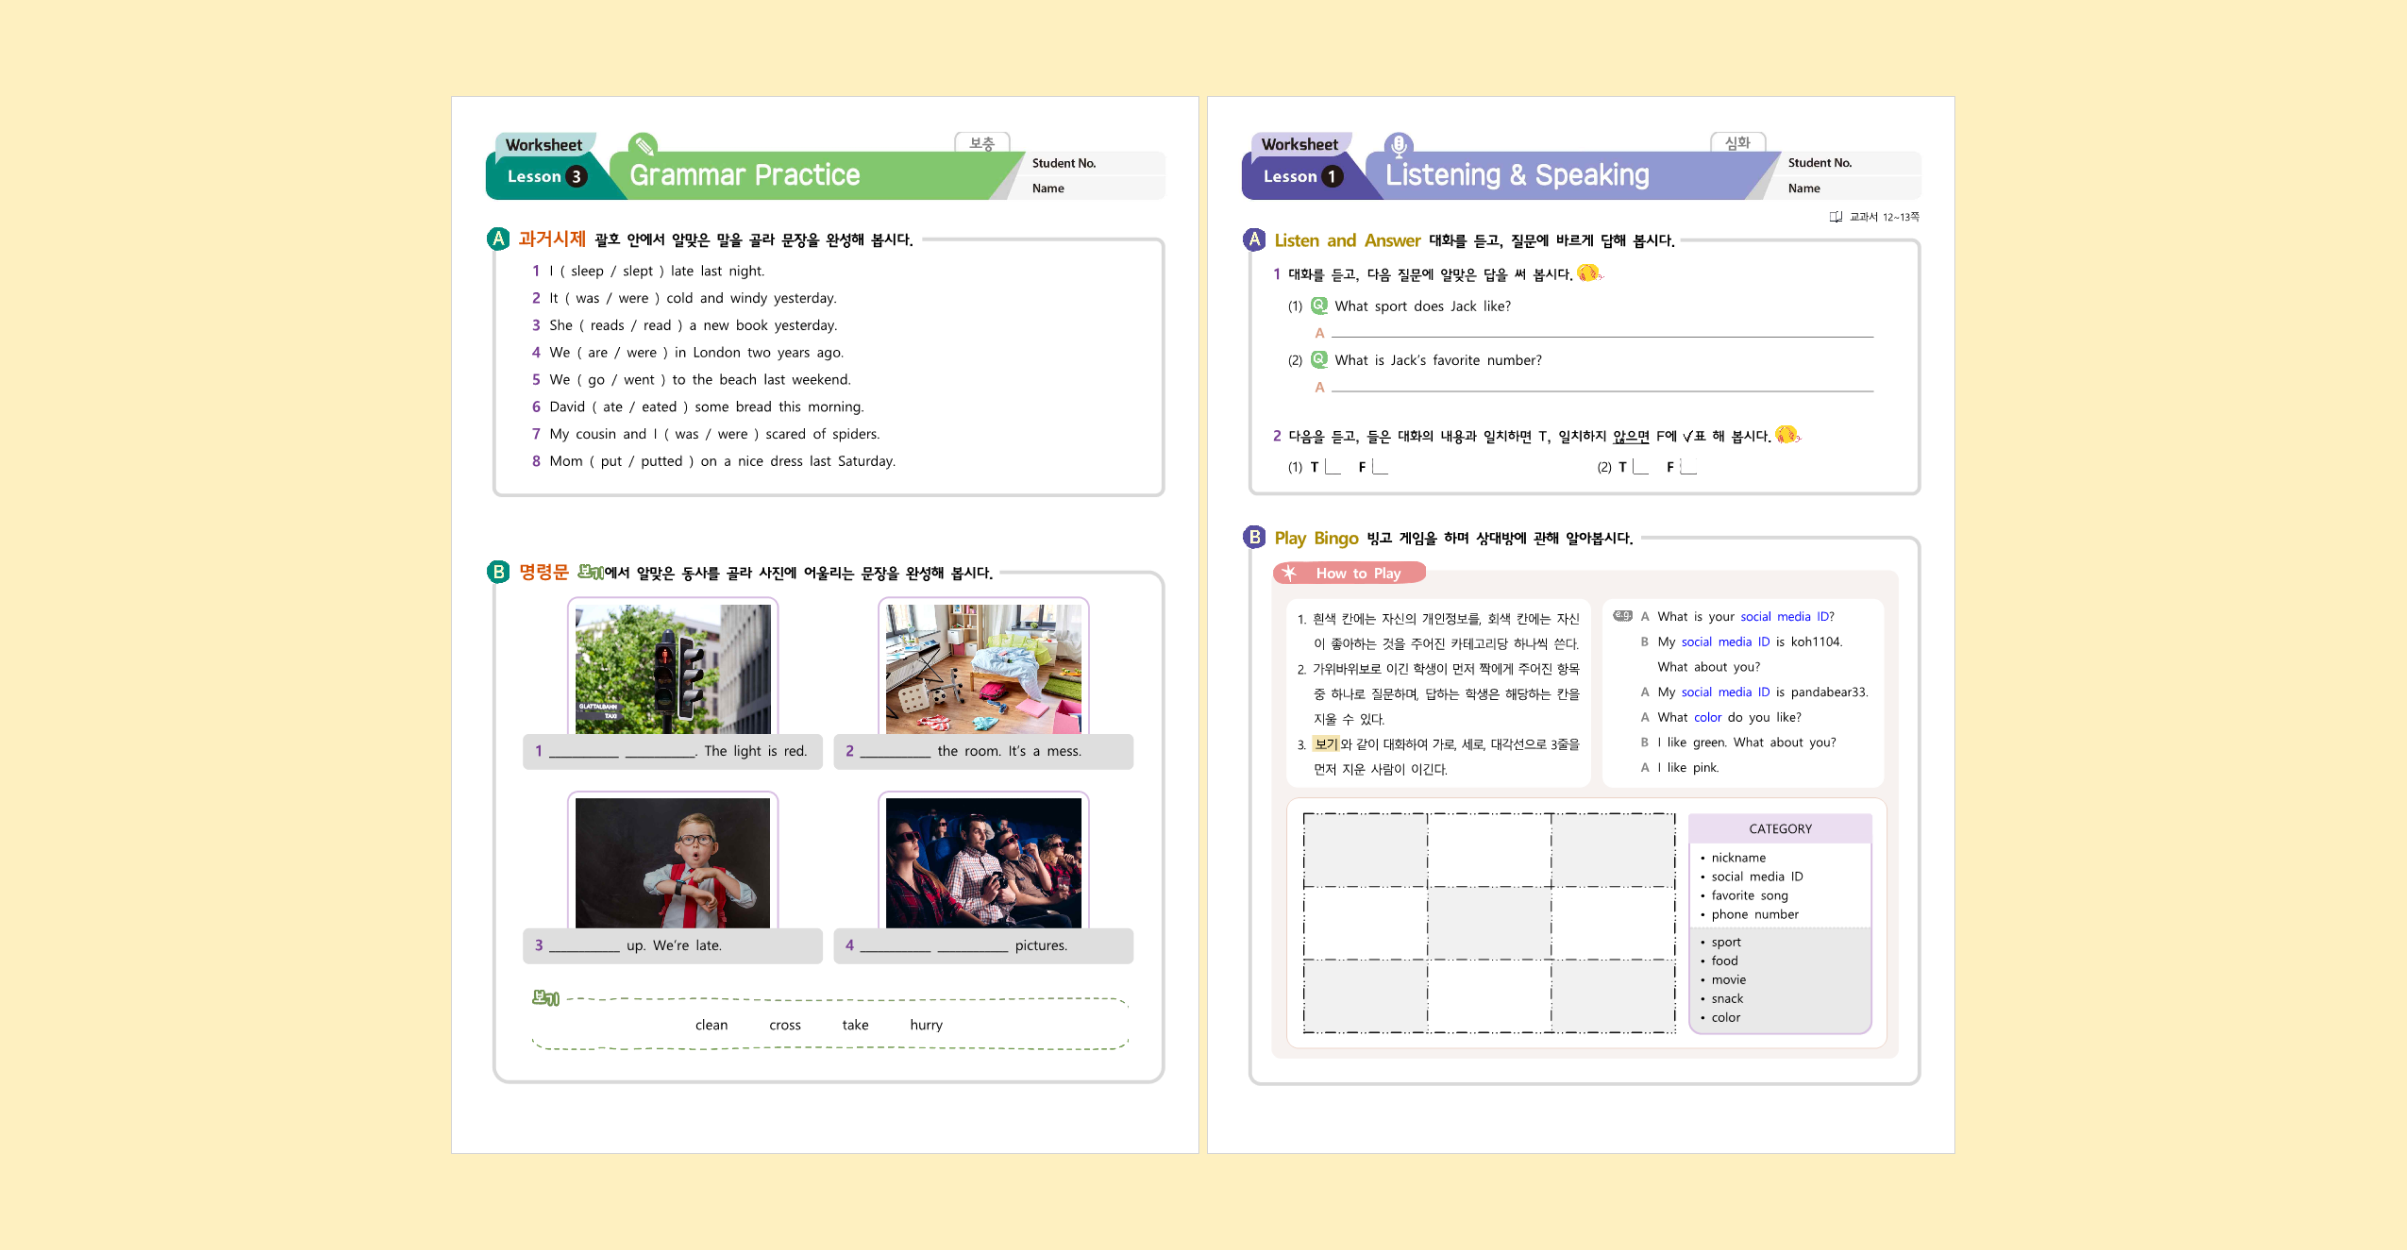 Worksheet
Lesson 3
Grammar Practice
보충
Student No.
Name
A 과거시제 괄호 안에서 알맞은 말을 골라 문장을 완성해 봅시다.
1 I ( sleep / slept ) late last night.
2 It ( was / were ) cold and windy yesterday.
3 She ( reads / read ) a new book yesterday.
4 We ( are / were ) in London two years ago.
5 We ( go / went ) to the beach last weekend.
6 David ( ate / eated ) some bread this morning.
7 My cousin and I ( was / were ) scared of spiders.
8 Mom ( put / putted ) on a nice dress last Saturday.
B 명령문 보기에서 알맞은 동사를 골라 사진에 어울리는 문장을 완성해 봅시다.
GLATTALBAHN
TAXI
1 __________ __________. The light is red.
2 __________ the room. It's a mess.
3 __________ up. We're late.
4 __________ __________ pictures.
보기
clean cross take hurry
Worksheet
Lesson 1
Listening & Speaking
심화
Student No.
Name
교과서 12~13쪽
A Listen and Answer 대화를 듣고, 질문에 바르게 답해 봅시다.
1 대화를 듣고, 다음 질문에 알맞은 답을 써 봅시다.
(1) Q What sport does Jack like?
A
(2) Q What is Jack's favorite number?
A
2 다음을 듣고, 들은 대화의 내용과 일치하면 T, 일치하지 않으면 F에 ✓표 해 봅시다.
(1) T F (2) T F
B Play Bingo 빙고 게임을 하며 상대방에 관해 알아봅시다.
How to Play
1. 흰색 칸에는 자신의 개인정보를, 회색 칸에는 자신
이 좋아하는 것을 주어진 카테고리당 하나씩 쓴다.
2. 가위바위보로 이긴 학생이 먼저 짝에게 주어진 항목
중 하나로 질문하며, 답하는 학생은 해당하는 칸을
지울 수 있다.
3. 보기와 같이 대화하여 가로, 세로, 대각선으로 3줄을
먼저 지운 사람이 이긴다.
e.g. A What is your social media ID?
B My social media ID is koh1104.
What about you?
A My social media ID is pandabear33.
A What color do you like?
B I like green. What about you?
A I like pink.
CATEGORY
• nickname
• social media ID
• favorite song
• phone number
• sport
• food
• movie
• snack
• color